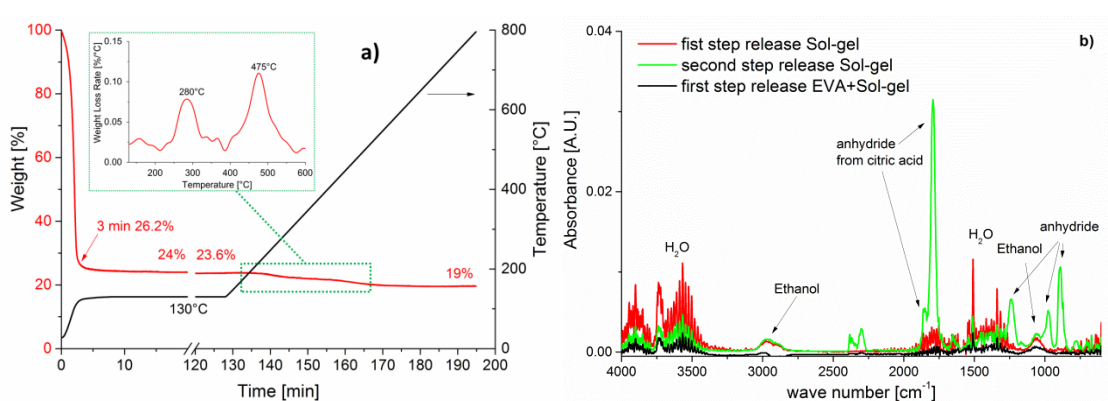 a)
100
80
60
40
20
0
Weight [%]
0.15
0.10
0.05
0.00
Weight Loss Rate [%/°C]
280°C
475°C
200
300
400
500
600
Temperature [°C]
3 min 26.2%
24%
23.6%
19%
130°C
0
10
120
130
140
150
160
170
180
190
200
Time [min]
800
600
400
200
0
Temperature [°C]
b)
fist step release Sol-gel
second step release Sol-gel
first step release EVA+Sol-gel
0.04
0.02
0.00
Absorbance [A.U.]
anhydride
from citric acid
H₂O
Ethanol
H₂O
Ethanol
anhydride
4000
3500
3000
2500
2000
1500
1000
wave number [cm⁻¹]